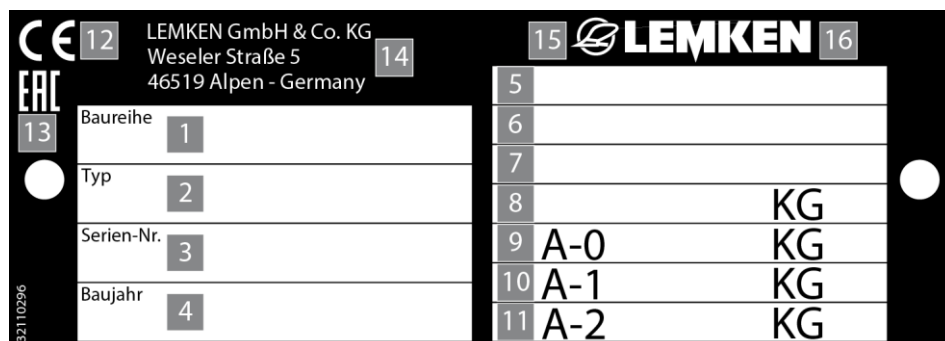 CE 12 LEMKEN GmbH & Co. KG
Weseler Straße 5 14
46519 Alpen - Germany
EAC
13
Baureihe 1
Typ 2
Serien-Nr. 3
Baujahr 4
32110296
15 LEMKEN 16
5
6
7
8 KG
9 A-0 KG
10 A-1 KG
11 A-2 KG